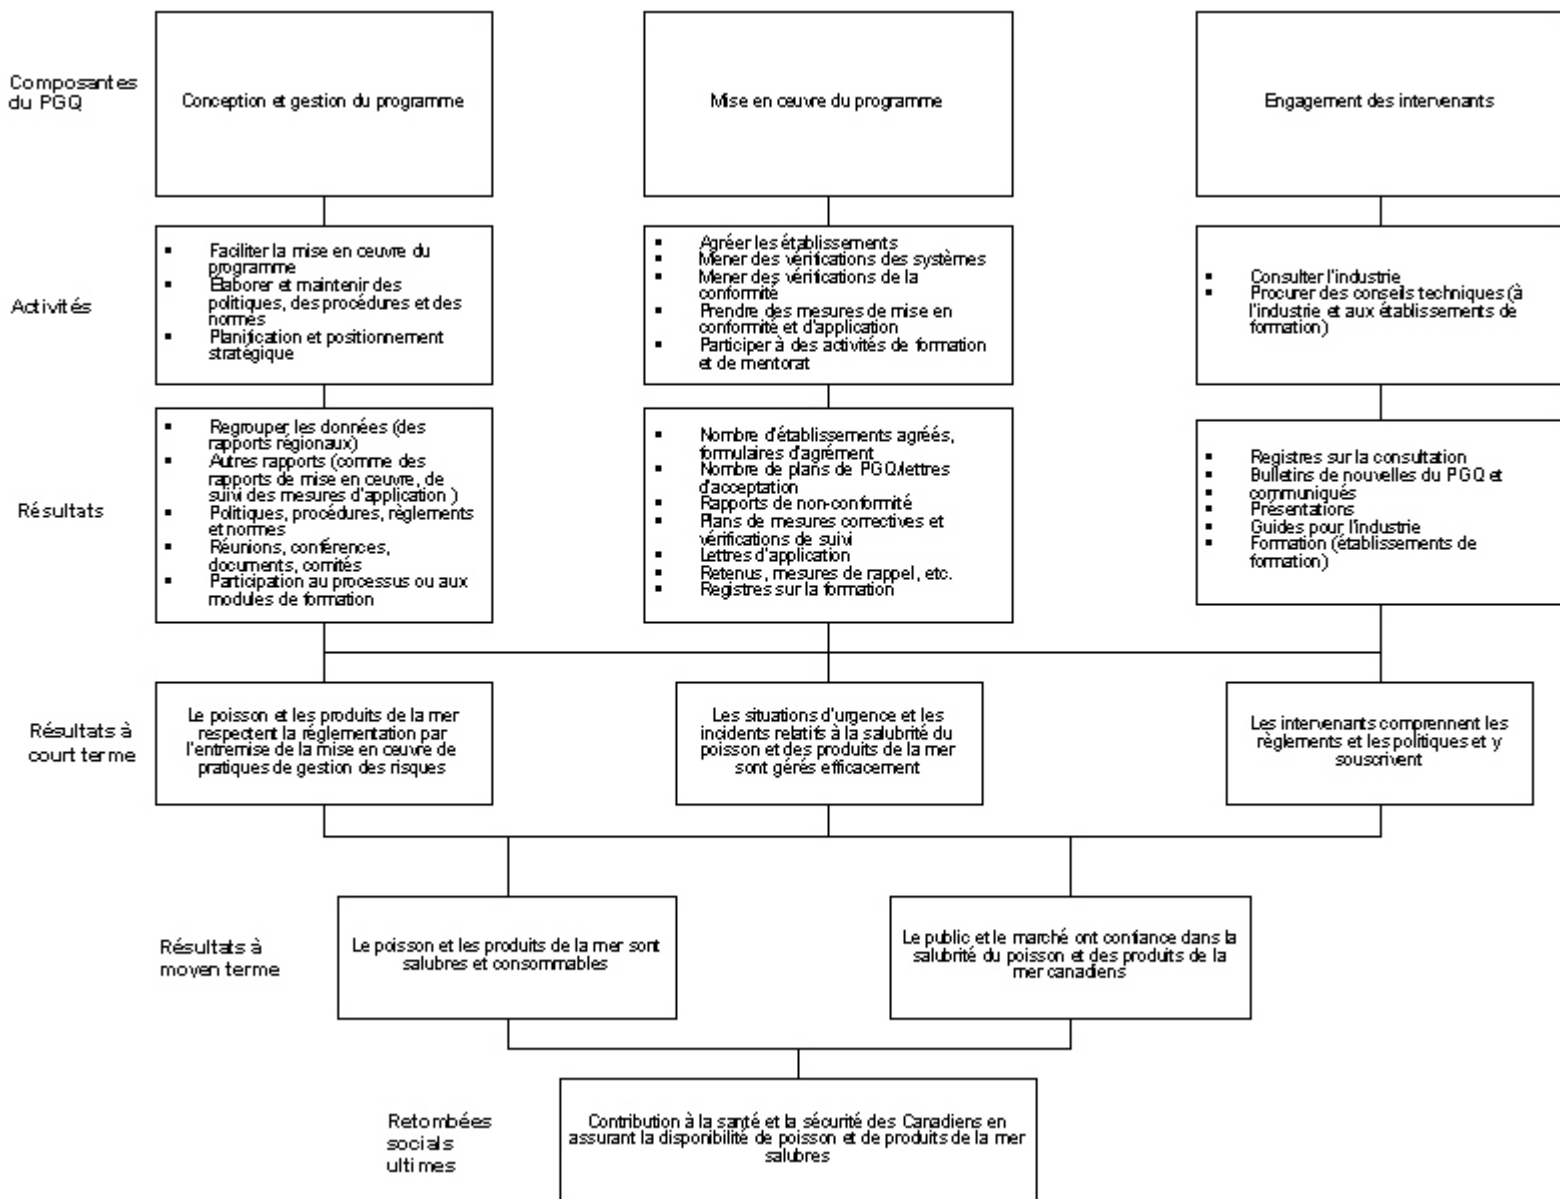 Composantes
du PGQ
Conception et gestion du programme
Mise en œuvre du programme
Engagement des intervenants
Activités
▪ Faciliter la mise en œuvre du
programme
▪ Élaborer et maintenir des
politiques, des procédures et des
normes
▪ Planification et positionnement
stratégique
▪ Agréer les établissements
▪ Mener des vérifications des systèmes
▪ Mener des vérifications de la
conformité
▪ Prendre des mesures de mise en
conformité et d'application
▪ Participer à des activités de formation
et de mentorat
▪ Consulter l'industrie
▪ Procurer des conseils techniques (à
l'industrie et aux établissements de
formation)
Résultats
▪ Regrouper les données (des
rapports régionaux)
▪ Autres rapports (comme des
rapports de mise en œuvre, de
suivi des mesures d'application )
▪ Politiques, procédures, règlements
et normes
▪ Réunions, conférences,
documents, comités
▪ Participation au processus ou aux
modules de formation
▪ Nombre d'établissements agréés,
formulaires d'agrément
▪ Nombre de plans de PGQ/lettres
d'acceptation
▪ Rapports de non-conformité
▪ Plans de mesures correctives et
vérifications de suivi
▪ Lettres d'application
▪ Retenus, mesures de rappel, etc.
▪ Registres sur la formation
▪ Registres sur la consultation
▪ Bulletins de nouvelles du PGQ et
▪ communiqués
▪ Présentations
▪ Guides pour l'industrie
▪ Formation (établissements de
formation)
Résultats à
court terme
Le poisson et les produits de la mer
respectent la réglementation par
l'entremise de la mise en œuvre de
pratiques de gestion des risques
Les situations d'urgence et les
incidents relatifs à la salubrité du
poisson et des produits de la mer
sont gérés efficacement
Les intervenants comprennent les
règlements et les politiques et y
souscrivent
Résultats à
moyen terme
Le poisson et les produits de la mer sont
salubres et consommables
Le public et le marché ont confiance dans la
salubrité du poisson et des produits de la
mer canadiens
Retombées
socials
ultimes
Contribution à la santé et la sécurité des Canadiens en
assurant la disponibilité de poisson et de produits de la mer
salubres